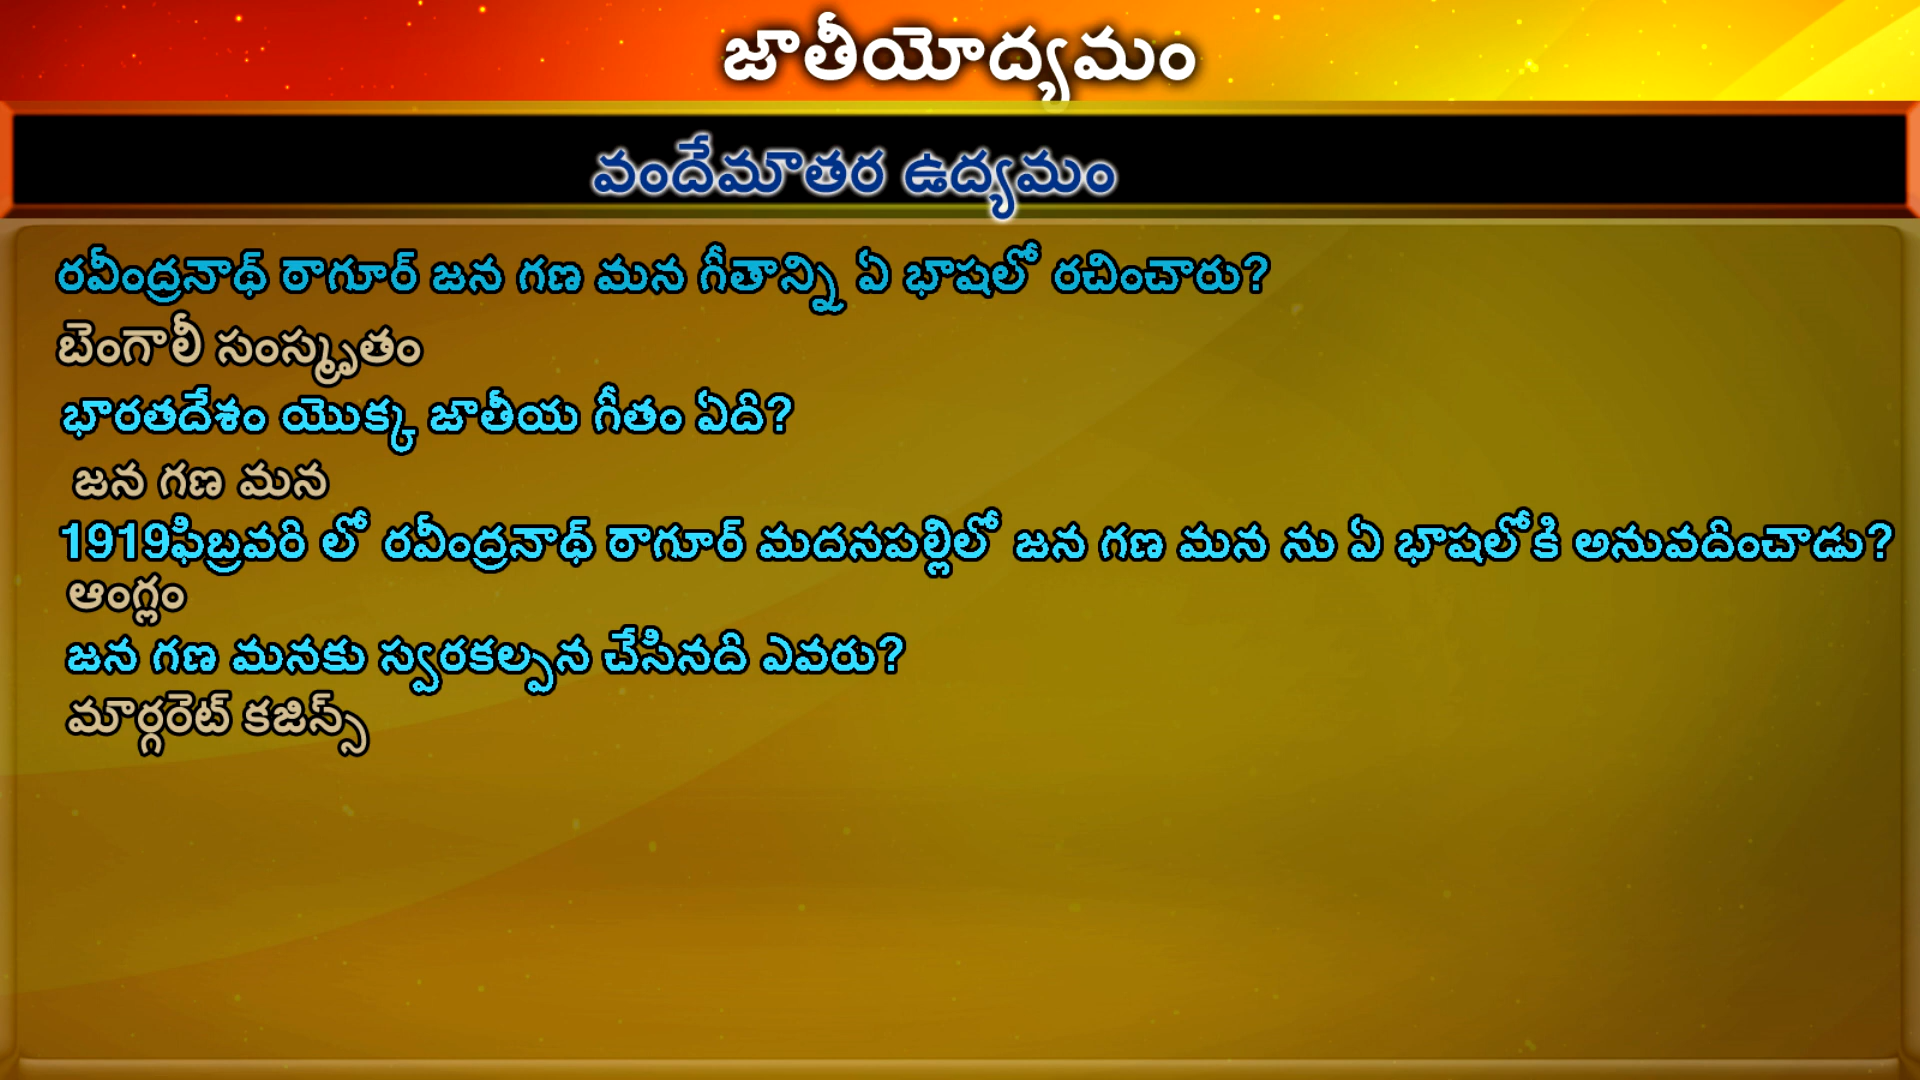 జాతీయోద్యమం
వందేమాతర ఉద్యమం
రవీంద్రనాథ్ ఠాగూర్ జన గణ మన గీతాన్ని ఏ భాషలో రచించారు?
బెంగాలీ సంస్కృతం
భారతదేశం యొక్క జాతీయ గీతం ఏది?
జన గణ మన
1919ఫిబ్రవరి లో రవీంద్రనాథ్ ఠాగూర్ మదనపల్లిలో జన గణ మన ను ఏ భాషలోకి అనువదించాడు?
ఆంగ్లం
జన గణ మనకు స్వరకల్పన చేసినది ఎవరు?
మార్గరెట్ కజిన్స్